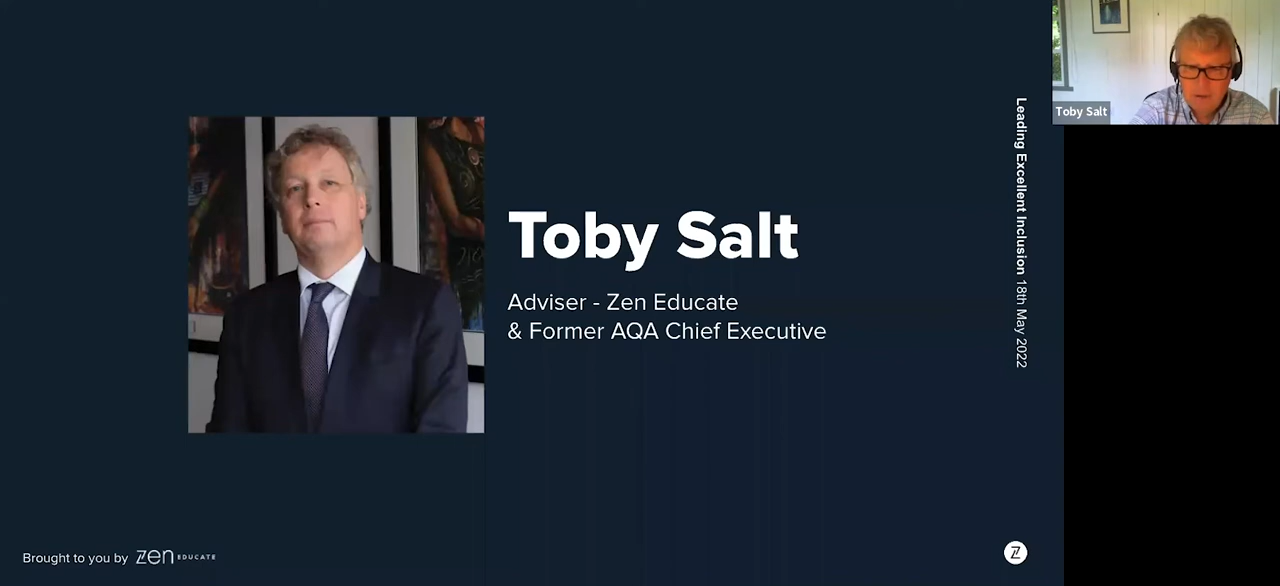 Toby Salt
Adviser - Zen Educate
& Former AQA Chief Executive
Leading Excellent Inclusion 18th May 2022
Toby Salt
Brought to you by zen EDUCATE
Z